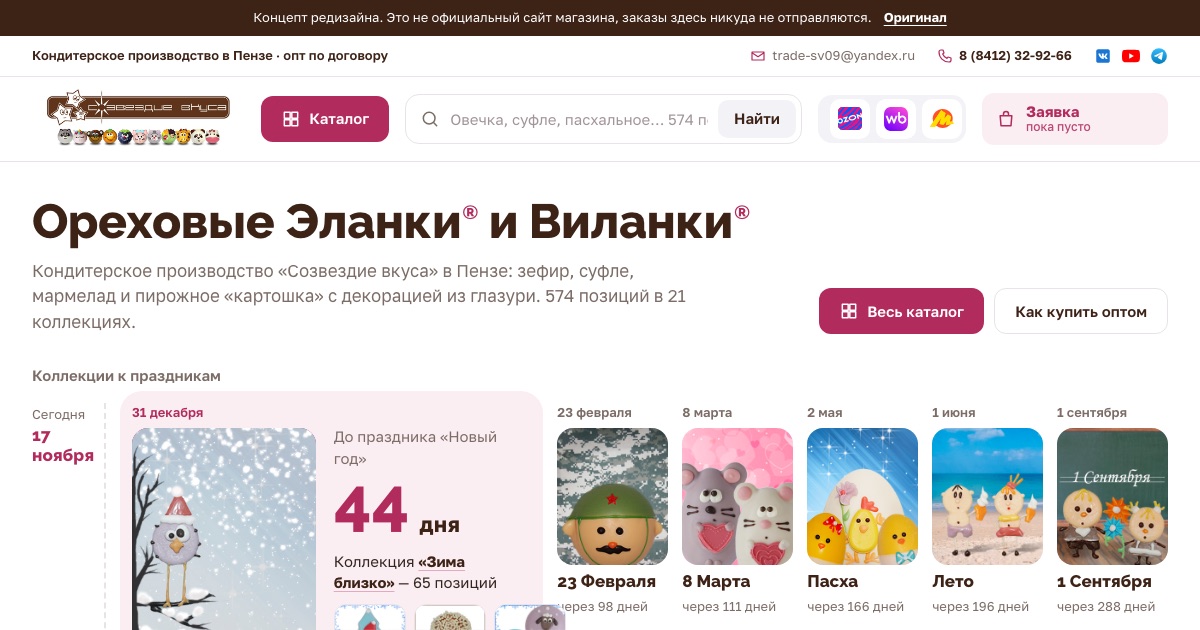 Концепт редизайна. Это не официальный сайт магазина, заказы здесь никуда не отправляются. Оригинал
Кондитерское производство в Пензе · опт по договору
trade-sv09@yandex.ru
8 (8412) 32-92-66
созвездие вкуса
Каталог
Овечка, суфле, пасхальное… 574 п
Найти
OZON
wb
Заявка
пока пусто
Ореховые Эланки® и Виланки®
Кондитерское производство «Созвездие вкуса» в Пензе: зефир, суфле,
мармелад и пирожное «картошка» с декорацией из глазури. 574 позиций в 21
коллекциях.
Весь каталог
Как купить оптом
Коллекции к праздникам
Сегодня
17
ноября
31 декабря
До праздника «Новый
год»
44 дня
Коллекция «Зима
близко» — 65 позиций
23 февраля
23 Февраля
через 98 дней
8 марта
8 Марта
через 111 дней
2 мая
Пасха
через 166 дней
1 июня
Лето
через 196 дней
1 сентября
1 Сентября
1 Сентября
через 288 дней